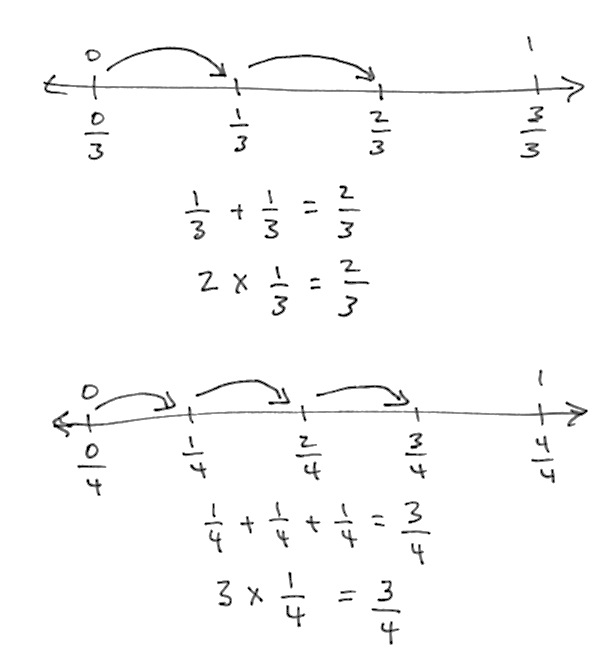 0 1
0/3 1/3 2/3 3/3
1/3 + 1/3 = 2/3
2 × 1/3 = 2/3
0 1
0/4 1/4 2/4 3/4 4/4
1/4 + 1/4 + 1/4 = 3/4
3 × 1/4 = 3/4